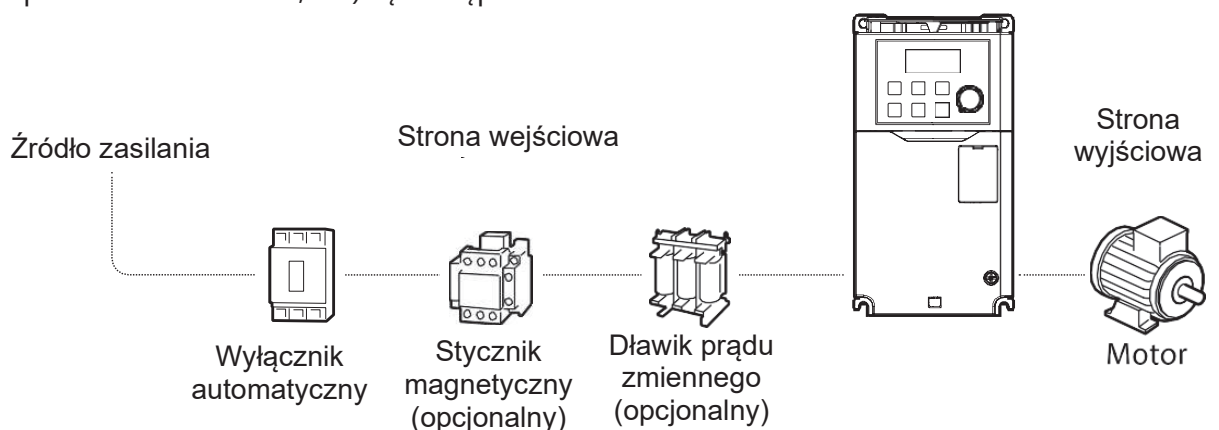 Źródło zasilania
Strona wejściowa
Strona
wyjściowa
Wyłącznik
automatyczny
Stycznik
magnetyczny
(opcjonalny)
Dławik prądu
zmiennego
(opcjonalny)
Motor